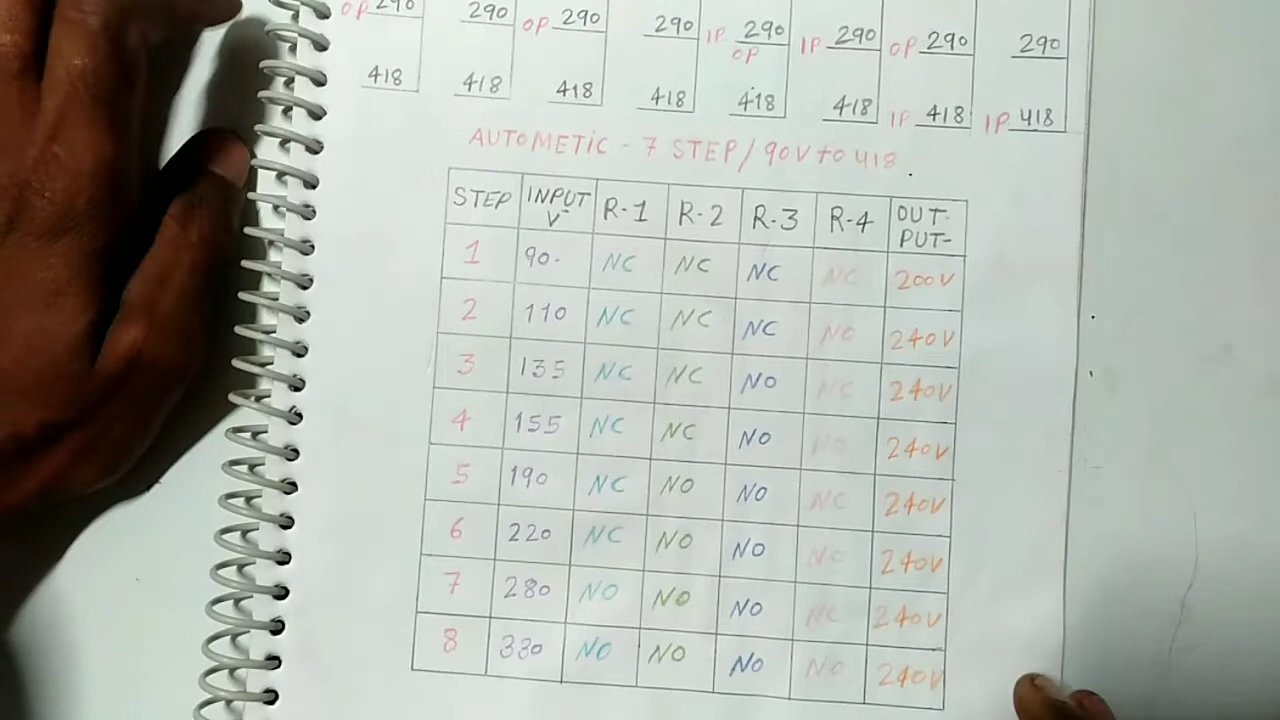 OP 290 290 OP 290 290 IP 290 IP 290 OP 290 290
OP
418 418 418 418 418 418 IP 418 IP 418
AUTOMETIC - 7 STEP / 90V to 418
STEP INPUT V R-1 R-2 R-3 R-4 OUT-PUT-
1 90. NC NC NC NC 200V
2 110 NC NC NC NO 240V
3 135 NC NC NO NC 240V
4 155 NC NC NO NO 240V
5 190 NC NO NO NC 240V
6 220 NC NO NO NO 240V
7 280 NO NO NO NC 240V
8 330 NO NO NO NO 240V